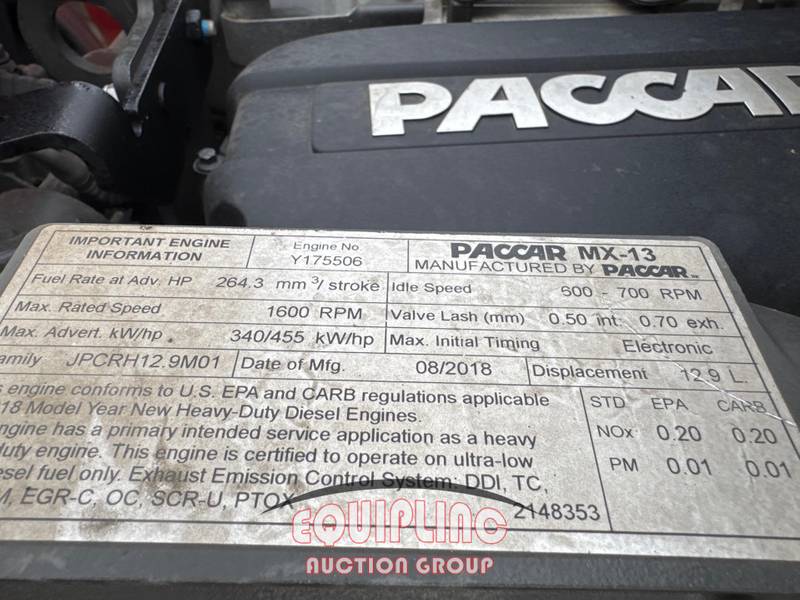 PACCAR
IMPORTANT ENGINE INFORMATION
Engine No. Y175506
PACCAR MX-13
MANUFACTURED BY PACCAR INC
Fuel Rate at Adv. HP 264.3 mm³/ stroke
Idle Speed 600 - 700 RPM
Max. Rated Speed 1600 RPM
Valve Lash (mm) 0.50 int. 0.70 exh.
Max. Advert. kW/hp 340/455 kW/hp
Max. Initial Timing Electronic
Family JPCRH12.9M01
Date of Mfg. 08/2018
Displacement 12.9 L.
engine conforms to U.S. EPA and CARB regulations applicable
18 Model Year New Heavy-Duty Diesel Engines.
engine has a primary intended service application as a heavy
duty engine. This engine is certified to operate on ultra-low
esel fuel only. Exhaust Emission Control System: DDI, TC,
M, EGR-C, OC, SCR-U, PTOX
2148353
STD EPA CARB
NOx 0.20 0.20
PM 0.01 0.01
EQUIPLINC
AUCTION GROUP